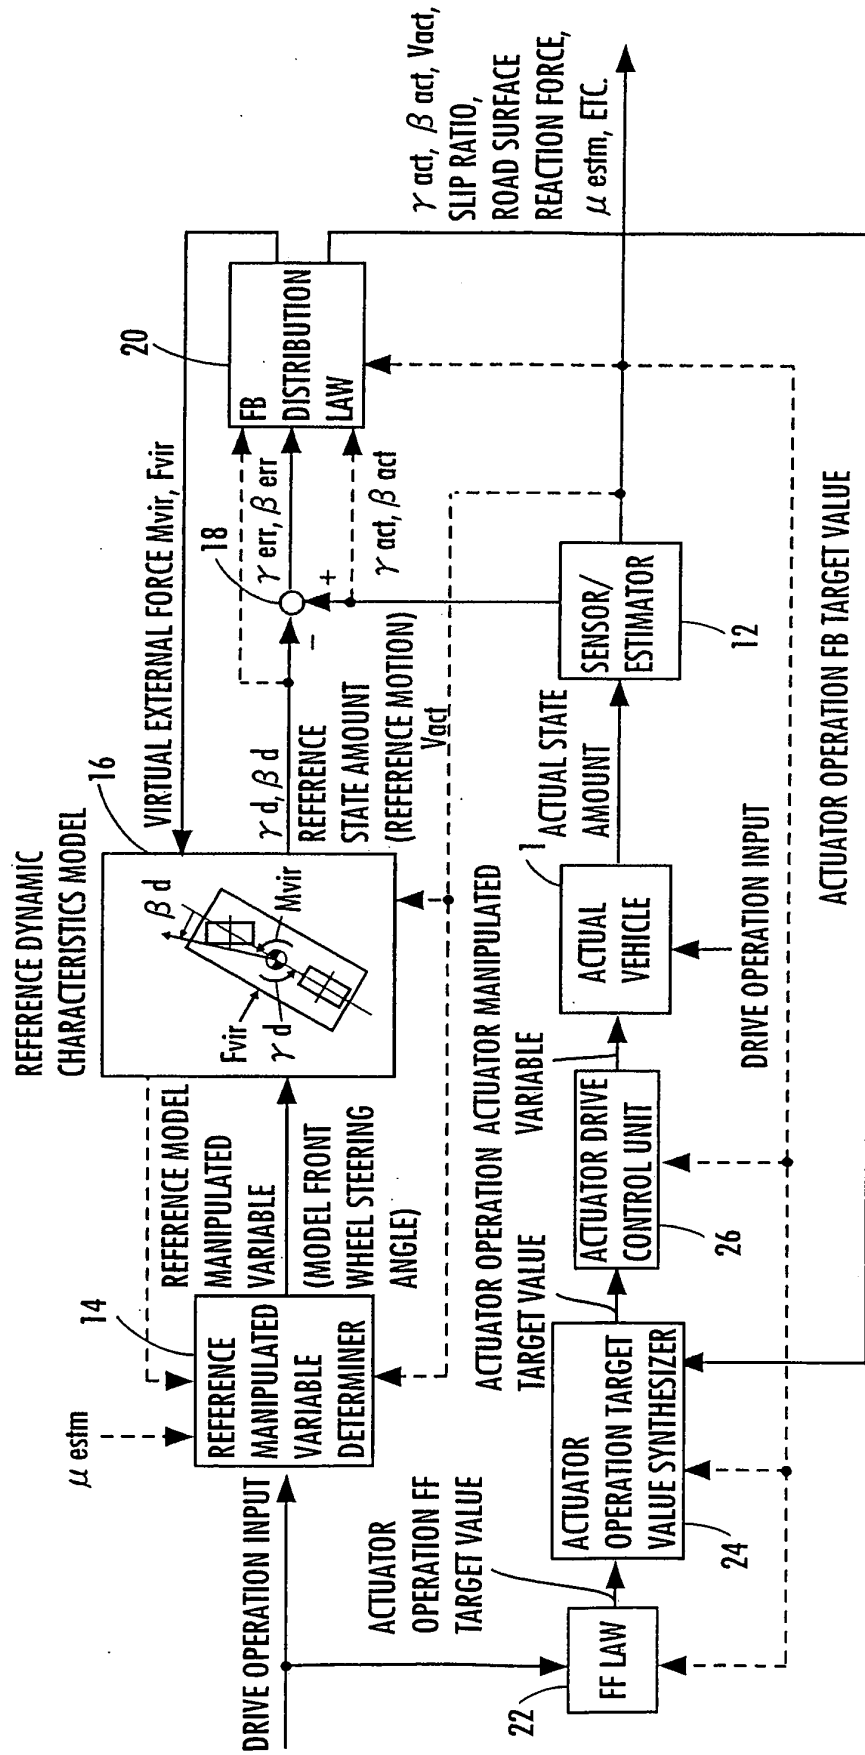 DRIVE OPERATION INPUT
μ estm
14
REFERENCE
MANIPULATED
VARIABLE
DETERMINER
REFERENCE MODEL
MANIPULATED
VARIABLE
(MODEL FRONT
WHEEL STEERING
ANGLE)
REFERENCE DYNAMIC
CHARACTERISTICS MODEL
16
β d
Mvir
Fvir
γ d
VIRTUAL EXTERNAL FORCE Mvir, Fvir
γ d, β d
REFERENCE
STATE AMOUNT
(REFERENCE MOTION)
Vact
18
γ err, β err
+
−
γ act, β act
20
FB
DISTRIBUTION
LAW
γ act, β act, Vact,
SLIP RATIO,
ROAD SURFACE
REACTION FORCE,
μ estm, ETC.
ACTUATOR
OPERATION FF
TARGET VALUE
22
FF LAW
ACTUATOR
OPERATION TARGET
VALUE SYNTHESIZER
24
ACTUATOR OPERATION
TARGET VALUE
ACTUATOR DRIVE
CONTROL UNIT
26
ACTUATOR MANIPULATED
VARIABLE
1
ACTUAL
VEHICLE
DRIVE OPERATION INPUT
ACTUAL STATE
AMOUNT
SENSOR/
ESTIMATOR
12
ACTUATOR OPERATION FB TARGET VALUE